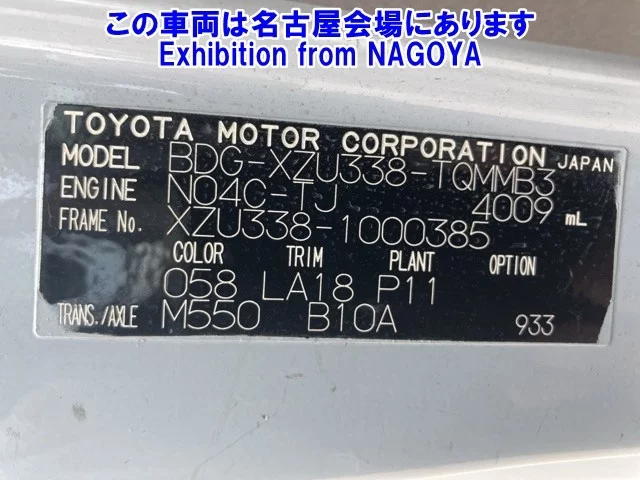 この車両は名古屋会場にあります
Exhibition from NAGOYA
TOYOTA MOTOR CORPORATION JAPAN
MODEL BDG-XZU338-TQMMB3
ENGINE N04C-TJ 4009 mL
FRAME No. XZU338-1000385
COLOR TRIM PLANT OPTION
058 LA18 P11
TRANS./AXLE M550 B10A 933